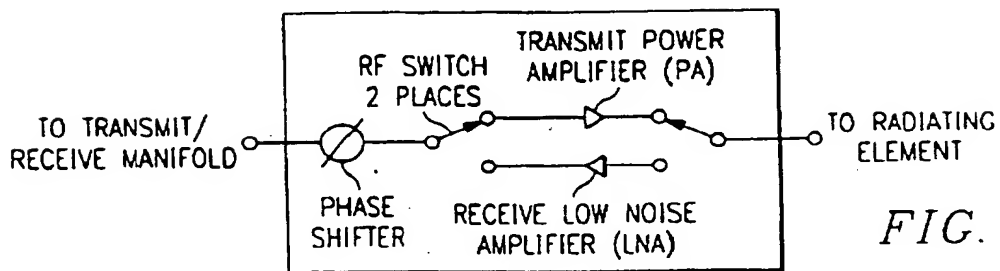 TRANSMIT POWER
AMPLIFIER (PA)
RF SWITCH
2 PLACES
TO TRANSMIT/
RECEIVE MANIFOLD
TO RADIATING
ELEMENT
PHASE
SHIFTER
RECEIVE LOW NOISE
AMPLIFIER (LNA)
FIG.